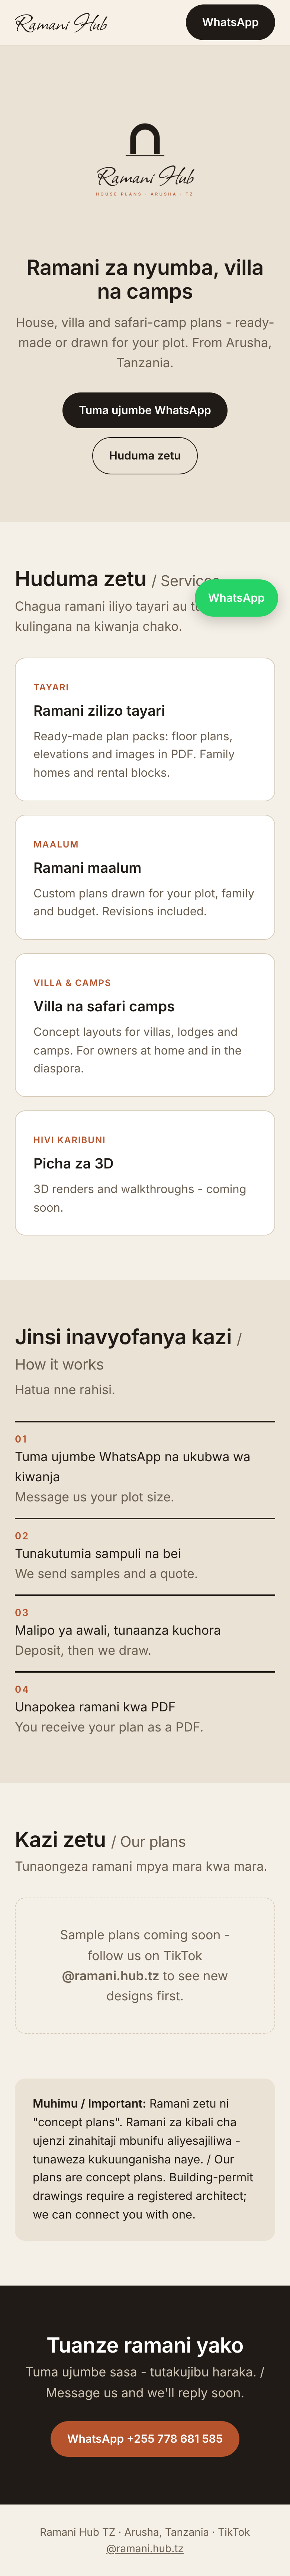 Ramani Hub
WhatsApp
Ramani Hub
HOUSE PLANS · ARUSHA · TZ
Ramani za nyumba, villa
na camps
House, villa and safari-camp plans - ready-
made or drawn for your plot. From Arusha,
Tanzania.
Tuma ujumbe WhatsApp
Huduma zetu
Huduma zetu / Services
WhatsApp
Chagua ramani iliyo tayari au
kulingana na kiwanja chako.
TAYARI
Ramani zilizo tayari
Ready-made plan packs: floor plans,
elevations and images in PDF. Family
homes and rental blocks.
MAALUM
Ramani maalum
Custom plans drawn for your plot, family
and budget. Revisions included.
VILLA & CAMPS
Villa na safari camps
Concept layouts for villas, lodges and
camps. For owners at home and in the
diaspora.
HIVI KARIBUNI
Picha za 3D
3D renders and walkthroughs - coming
soon.
Jinsi inavyofanya kazi /
How it works
Hatua nne rahisi.
01
Tuma ujumbe WhatsApp na ukubwa wa
kiwanja
Message us your plot size.
02
Tunakutumia sampuli na bei
We send samples and a quote.
03
Malipo ya awali, tunaanza kuchora
Deposit, then we draw.
04
Unapokea ramani kwa PDF
You receive your plan as a PDF.
Kazi zetu / Our plans
Tunaongeza ramani mpya mara kwa mara.
Sample plans coming soon -
follow us on TikTok
@ramani.hub.tz to see new
designs first.
Muhimu / Important: Ramani zetu ni
"concept plans". Ramani za kibali cha
ujenzi zinahitaji mbunifu aliyesajiliwa -
tunaweza kukuunganisha naye. / Our
plans are concept plans. Building-permit
drawings require a registered architect;
we can connect you with one.
Tuanze ramani yako
Tuma ujumbe sasa - tutakujibu haraka. /
Message us and we'll reply soon.
WhatsApp +255 778 681 585
Ramani Hub TZ · Arusha, Tanzania · TikTok
@ramani.hub.tz